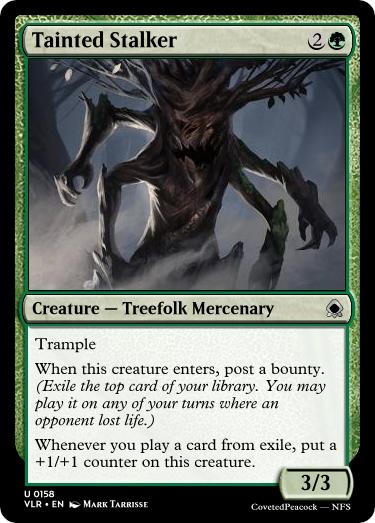 Tainted Stalker 2
Creature — Treefolk Mercenary
Trample
When this creature enters, post a bounty.
(Exile the top card of your library. You may
play it on any of your turns where an
opponent lost life.)
Whenever you play a card from exile, put a
+1/+1 counter on this creature.
3/3
U 0158
VLR • EN Mark Tarrisse
CovetedPeacock — NFS